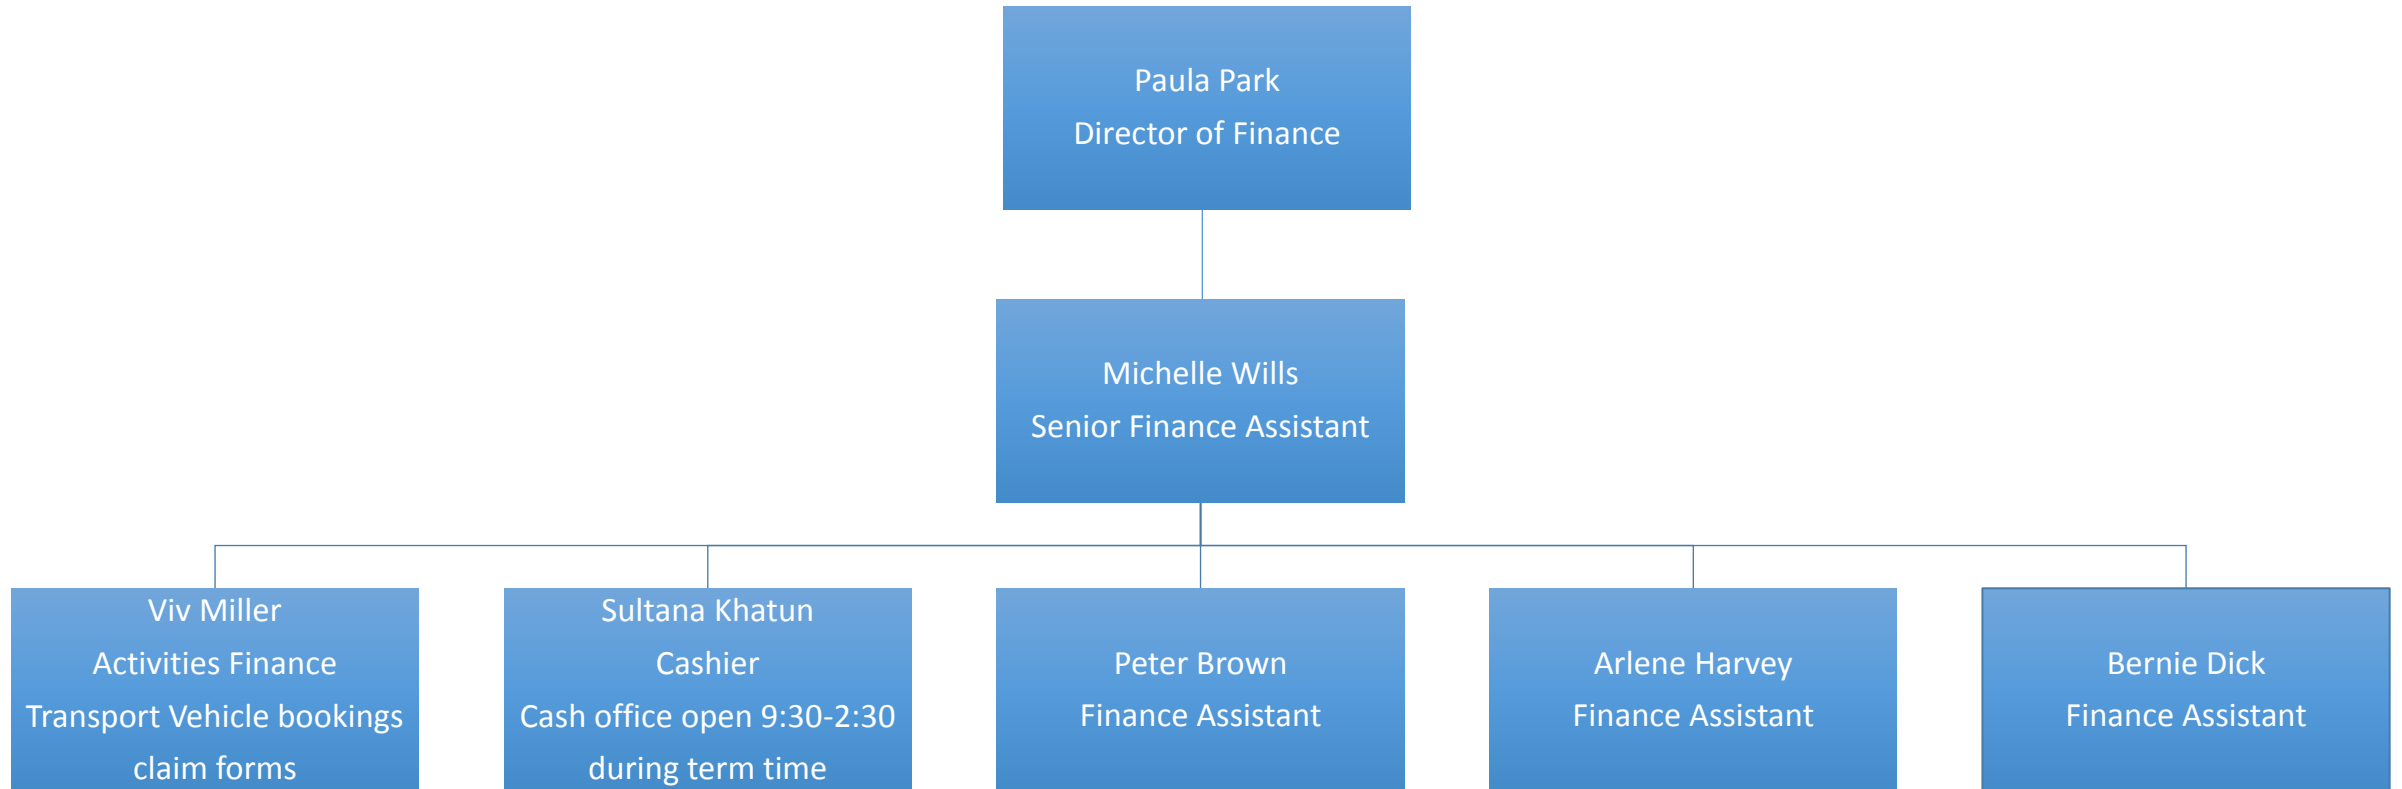 Paula Park
Director of Finance
Michelle Wills
Senior Finance Assistant
Viv Miller
Activities Finance
Transport Vehicle bookings
claim forms
Sultana Khatun
Cashier
Cash office open 9:30-2:30
during term time
Peter Brown
Finance Assistant
Arlene Harvey
Finance Assistant
Bernie Dick
Finance Assistant